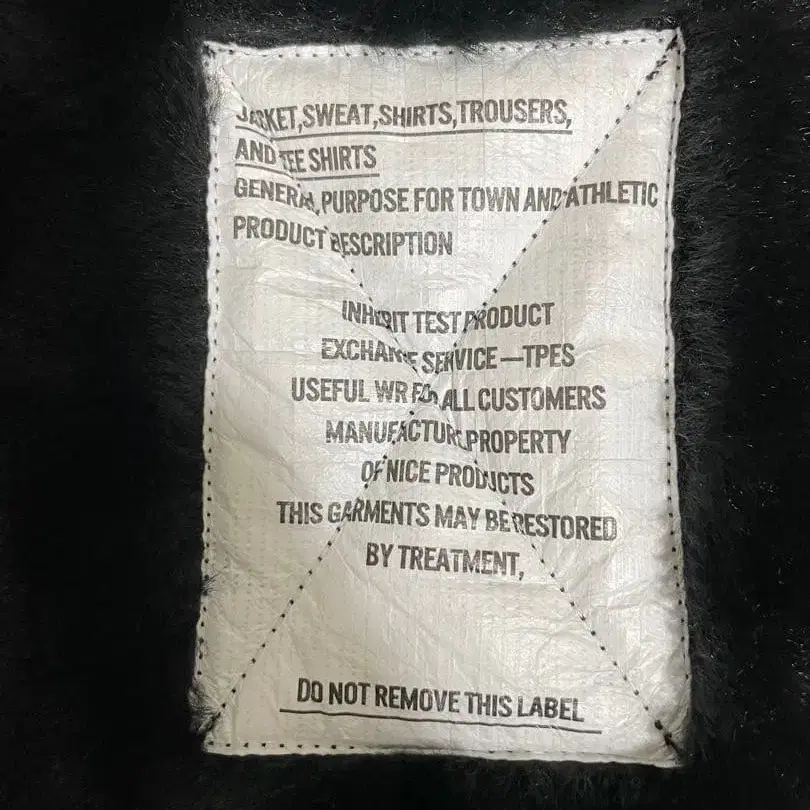 JACKET,SWEAT,SHIRTS,TROUSERS,
AND TEE SHIRTS
GENERAL,PURPOSE FOR TOWN AND ATHLETIC
PRODUCT DESCRIPTION
INHERIT TEST PRODUCT
EXCHANGE SERVICE—TPES
USEFUL WR FOR ALL CUSTOMERS
MANUFACTURE,PROPERTY
OF NICE PRODUCTS
THIS GARMENTS MAY BE RESTORED
BY TREATMENT,
DO NOT REMOVE THIS LABEL